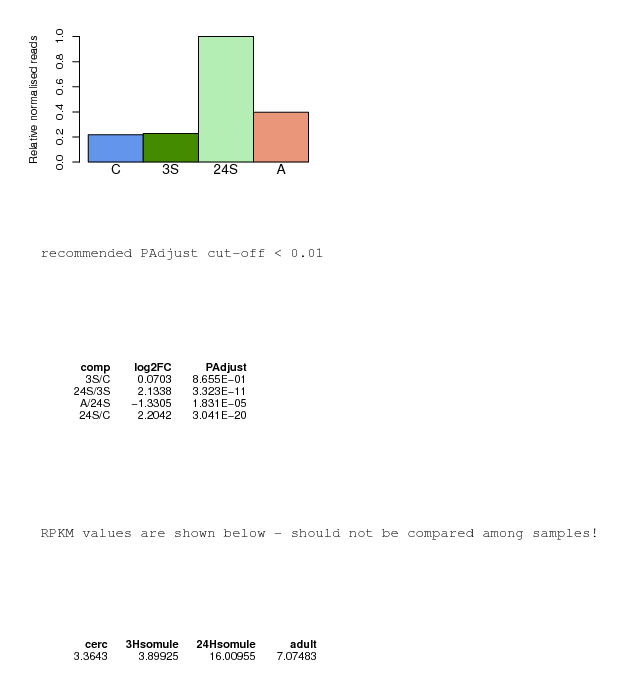 Relative normalised reads
1.0
0.8
0.6
0.4
0.2
0.0
C 3S 24S A
recommended PAdjust cut-off < 0.01
comp log2FC PAdjust
3S/C 0.0703 8.655E-01
24S/3S 2.1338 3.323E-11
A/24S -1.3305 1.831E-05
24S/C 2.2042 3.041E-20
RPKM values are shown below - should not be compared among samples!
cerc 3Hsomule 24Hsomule adult
3.3643 3.89925 16.00955 7.07483